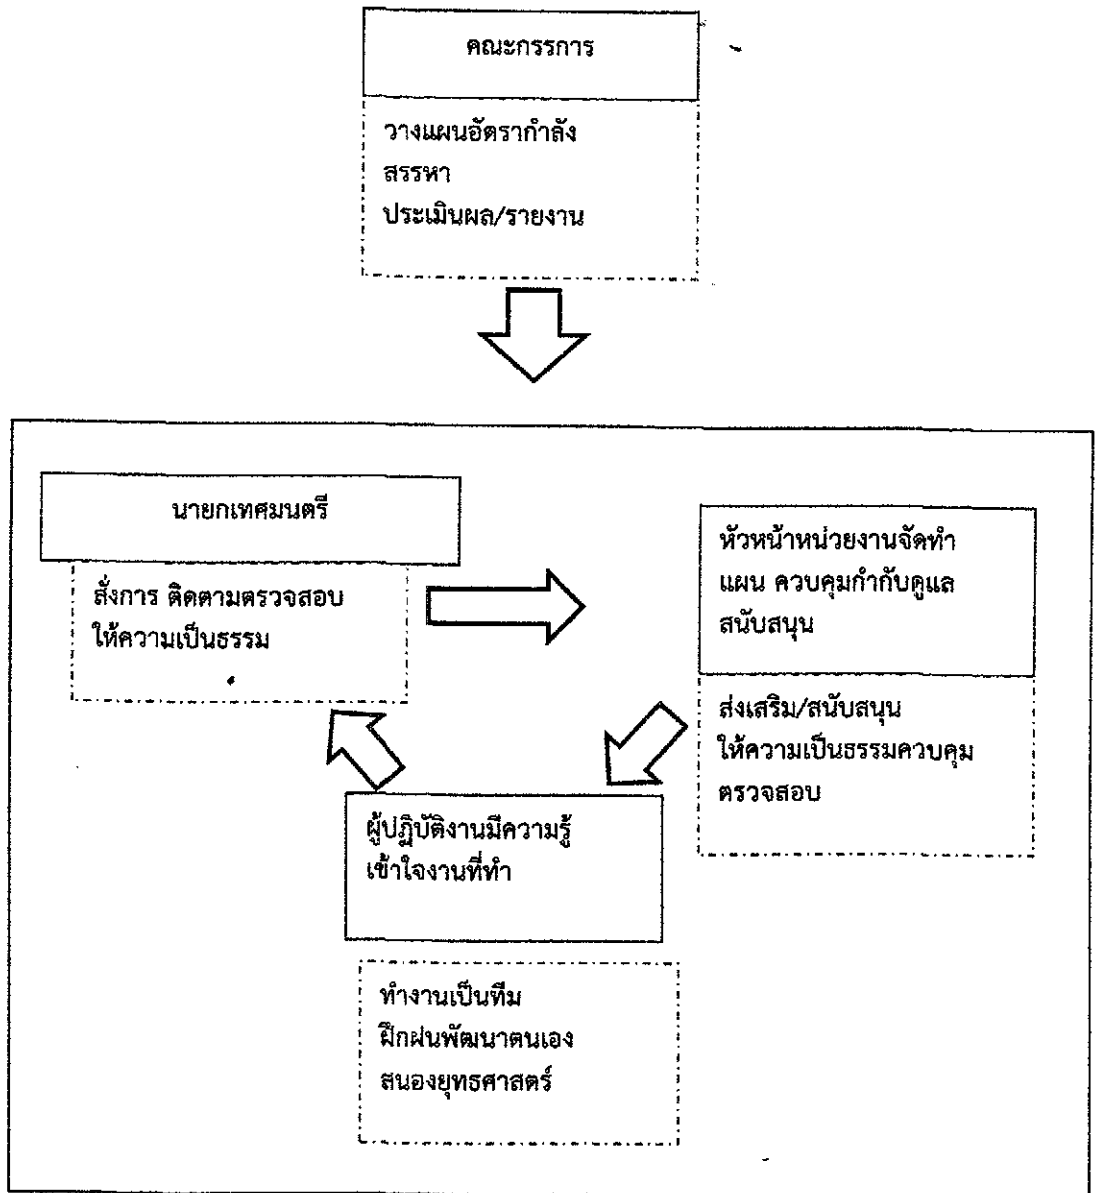 คณะกรรการ
วางแผนอัตรากำลัง
สรรหา
ประเมินผล/รายงาน
นายกเทศมนตรี
สั่งการ ติดตามตรวจสอบ
ให้ความเป็นธรรม
หัวหน้าหน่วยงานจัดทำ
แผน ควบคุมกำกับดูแล
สนับสนุน
ส่งเสริม/สนับสนุน
ให้ความเป็นธรรมควบคุม
ตรวจสอบ
ผู้ปฏิบัติงานมีความรู้
เข้าใจงานที่ทำ
ทำงานเป็นทีม
ฝึกฝนพัฒนาตนเอง
สนองยุทธศาสตร์